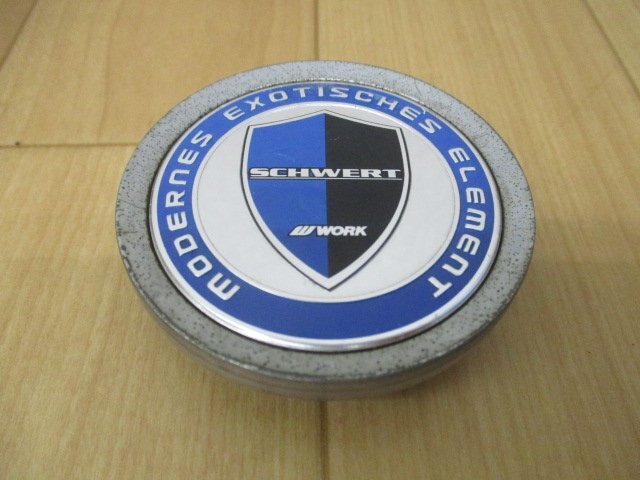 MODERNES EXOTISCHES ELEMENT
SCHWERT
W WORK